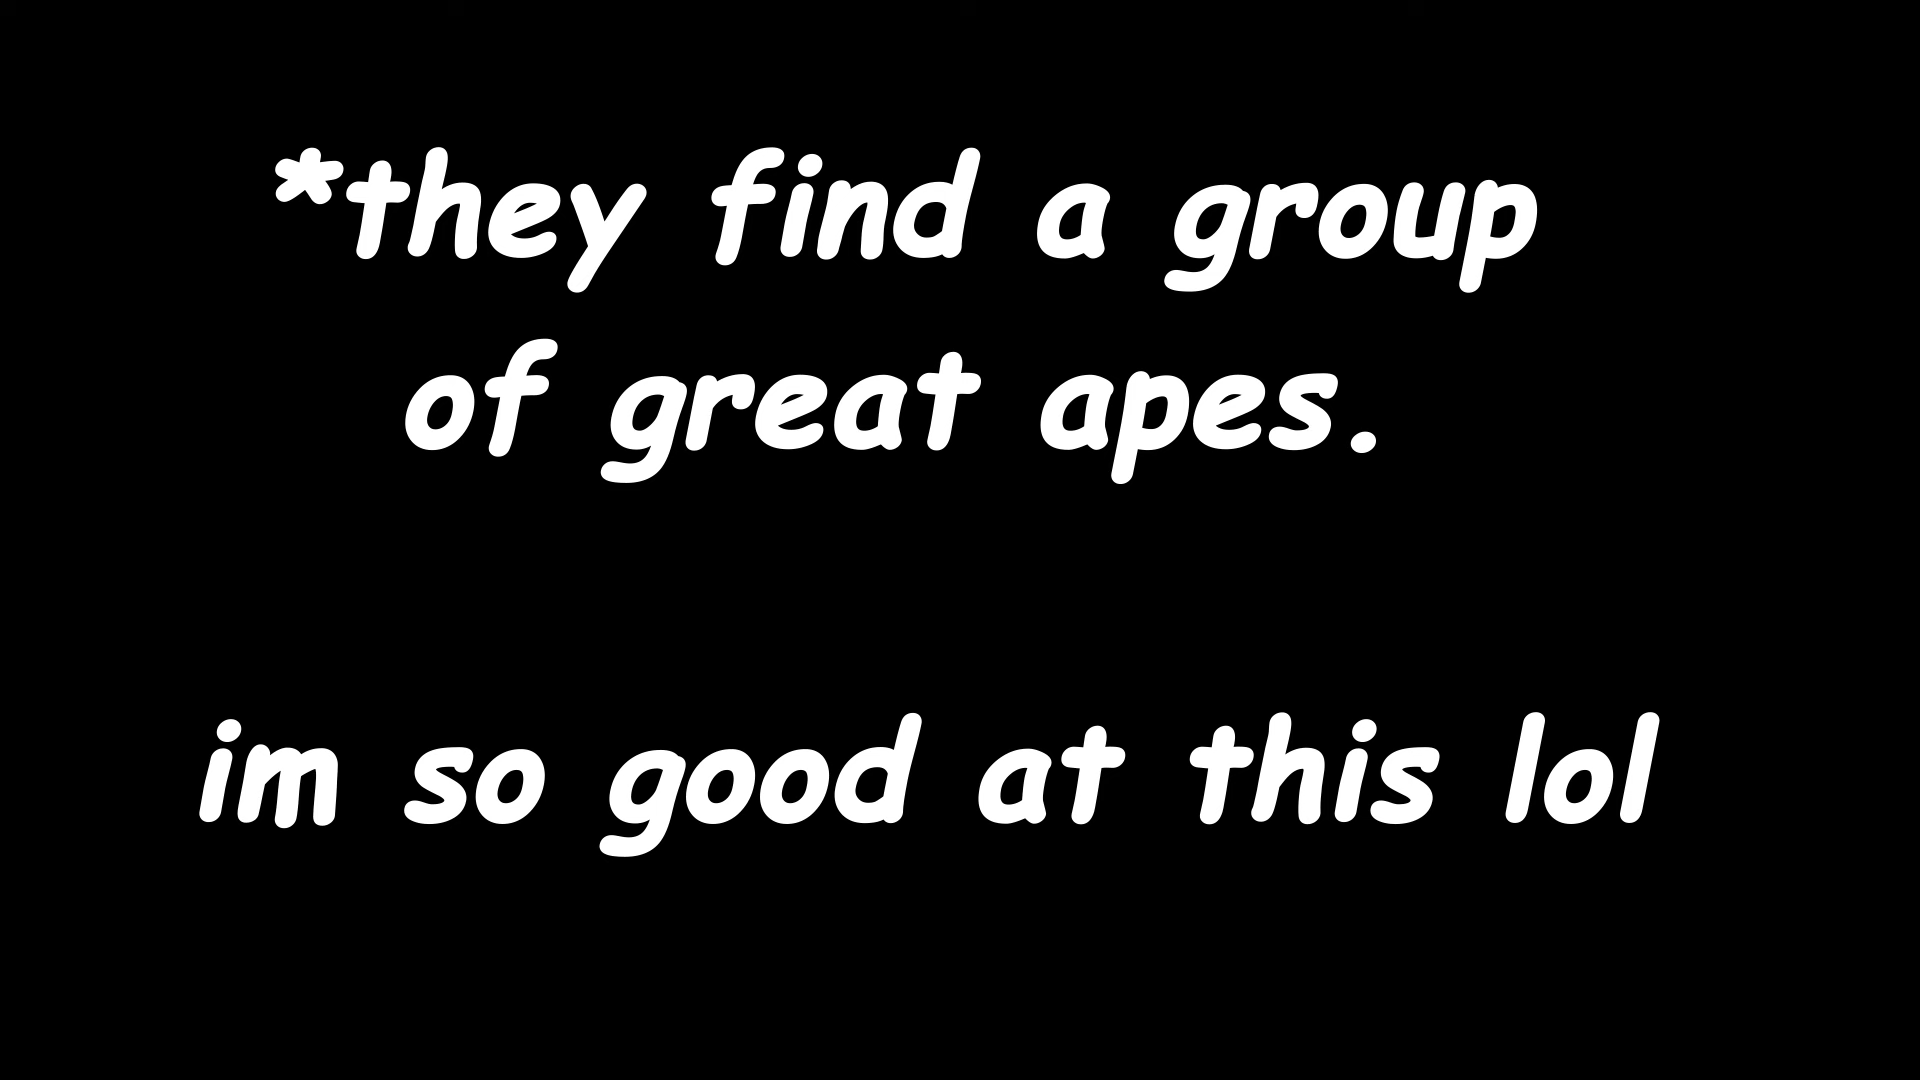 *they find a group
of great apes.
im so good at this lol